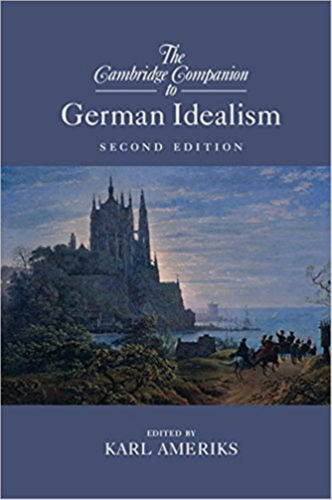 The
Cambridge Companion
to
German Idealism
SECOND EDITION
EDITED BY
KARL AMERIKS